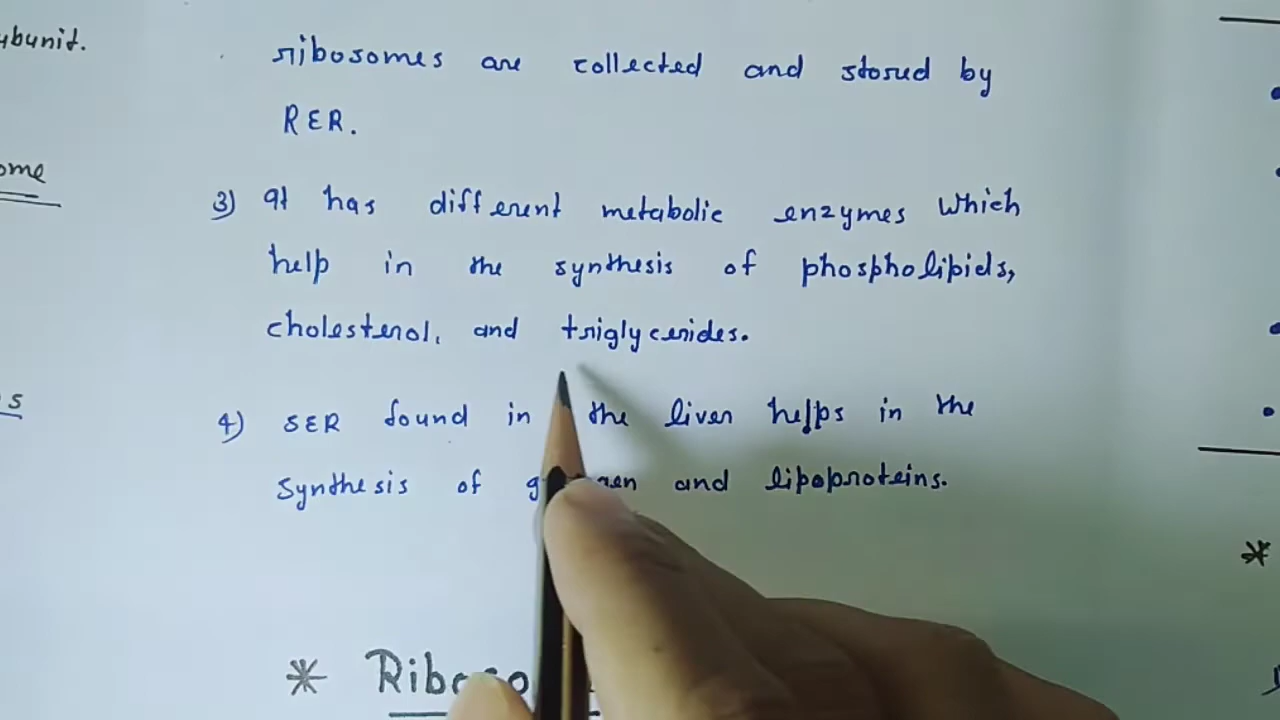 ubunit.
ribosomes are collected and stored by
RER.
ome
3) It has different metabolic enzymes which
help in the synthesis of phospholipids,
cholesterol, and triglycerides.
s
4) SER found in the liver helps in the
synthesis of and lipoproteins.
*
*